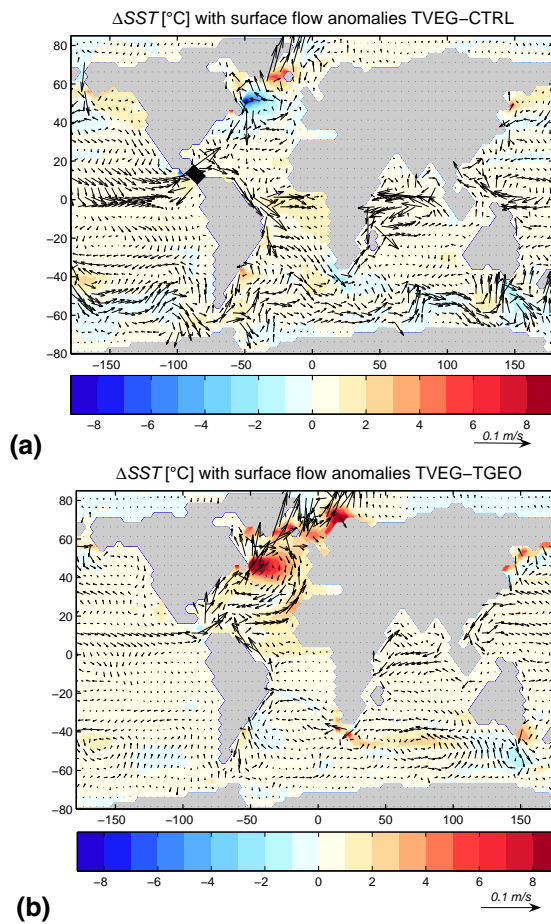 ΔSST [°C] with surface flow anomalies TVEG−CTRL
80
60
40
20
0
−20
−40
−60
−80
−150 −100 −50 0 50 100 150
−8 −6 −4 −2 0 2 4 6 8
(a)
0.1 m/s
ΔSST [°C] with surface flow anomalies TVEG−TGEO
80
60
40
20
0
−20
−40
−60
−80
−150 −100 −50 0 50 100 150
−8 −6 −4 −2 0 2 4 6 8
(b)
0.1 m/s